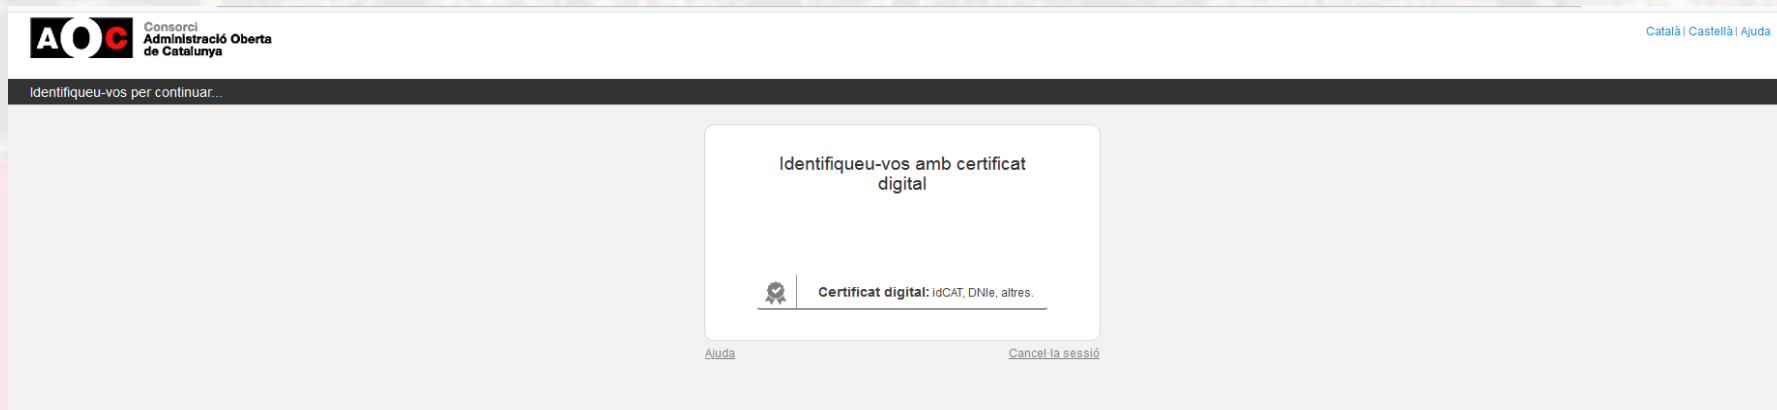 AOC
Consorci
Administració Oberta
de Catalunya
Català | Castellà | Ajuda
Identifiqueu-vos per continuar...
Identifiqueu-vos amb certificat
digital
Certificat digital: idCAT, DNIe, altres.
Ajuda
Cancel·la sessió